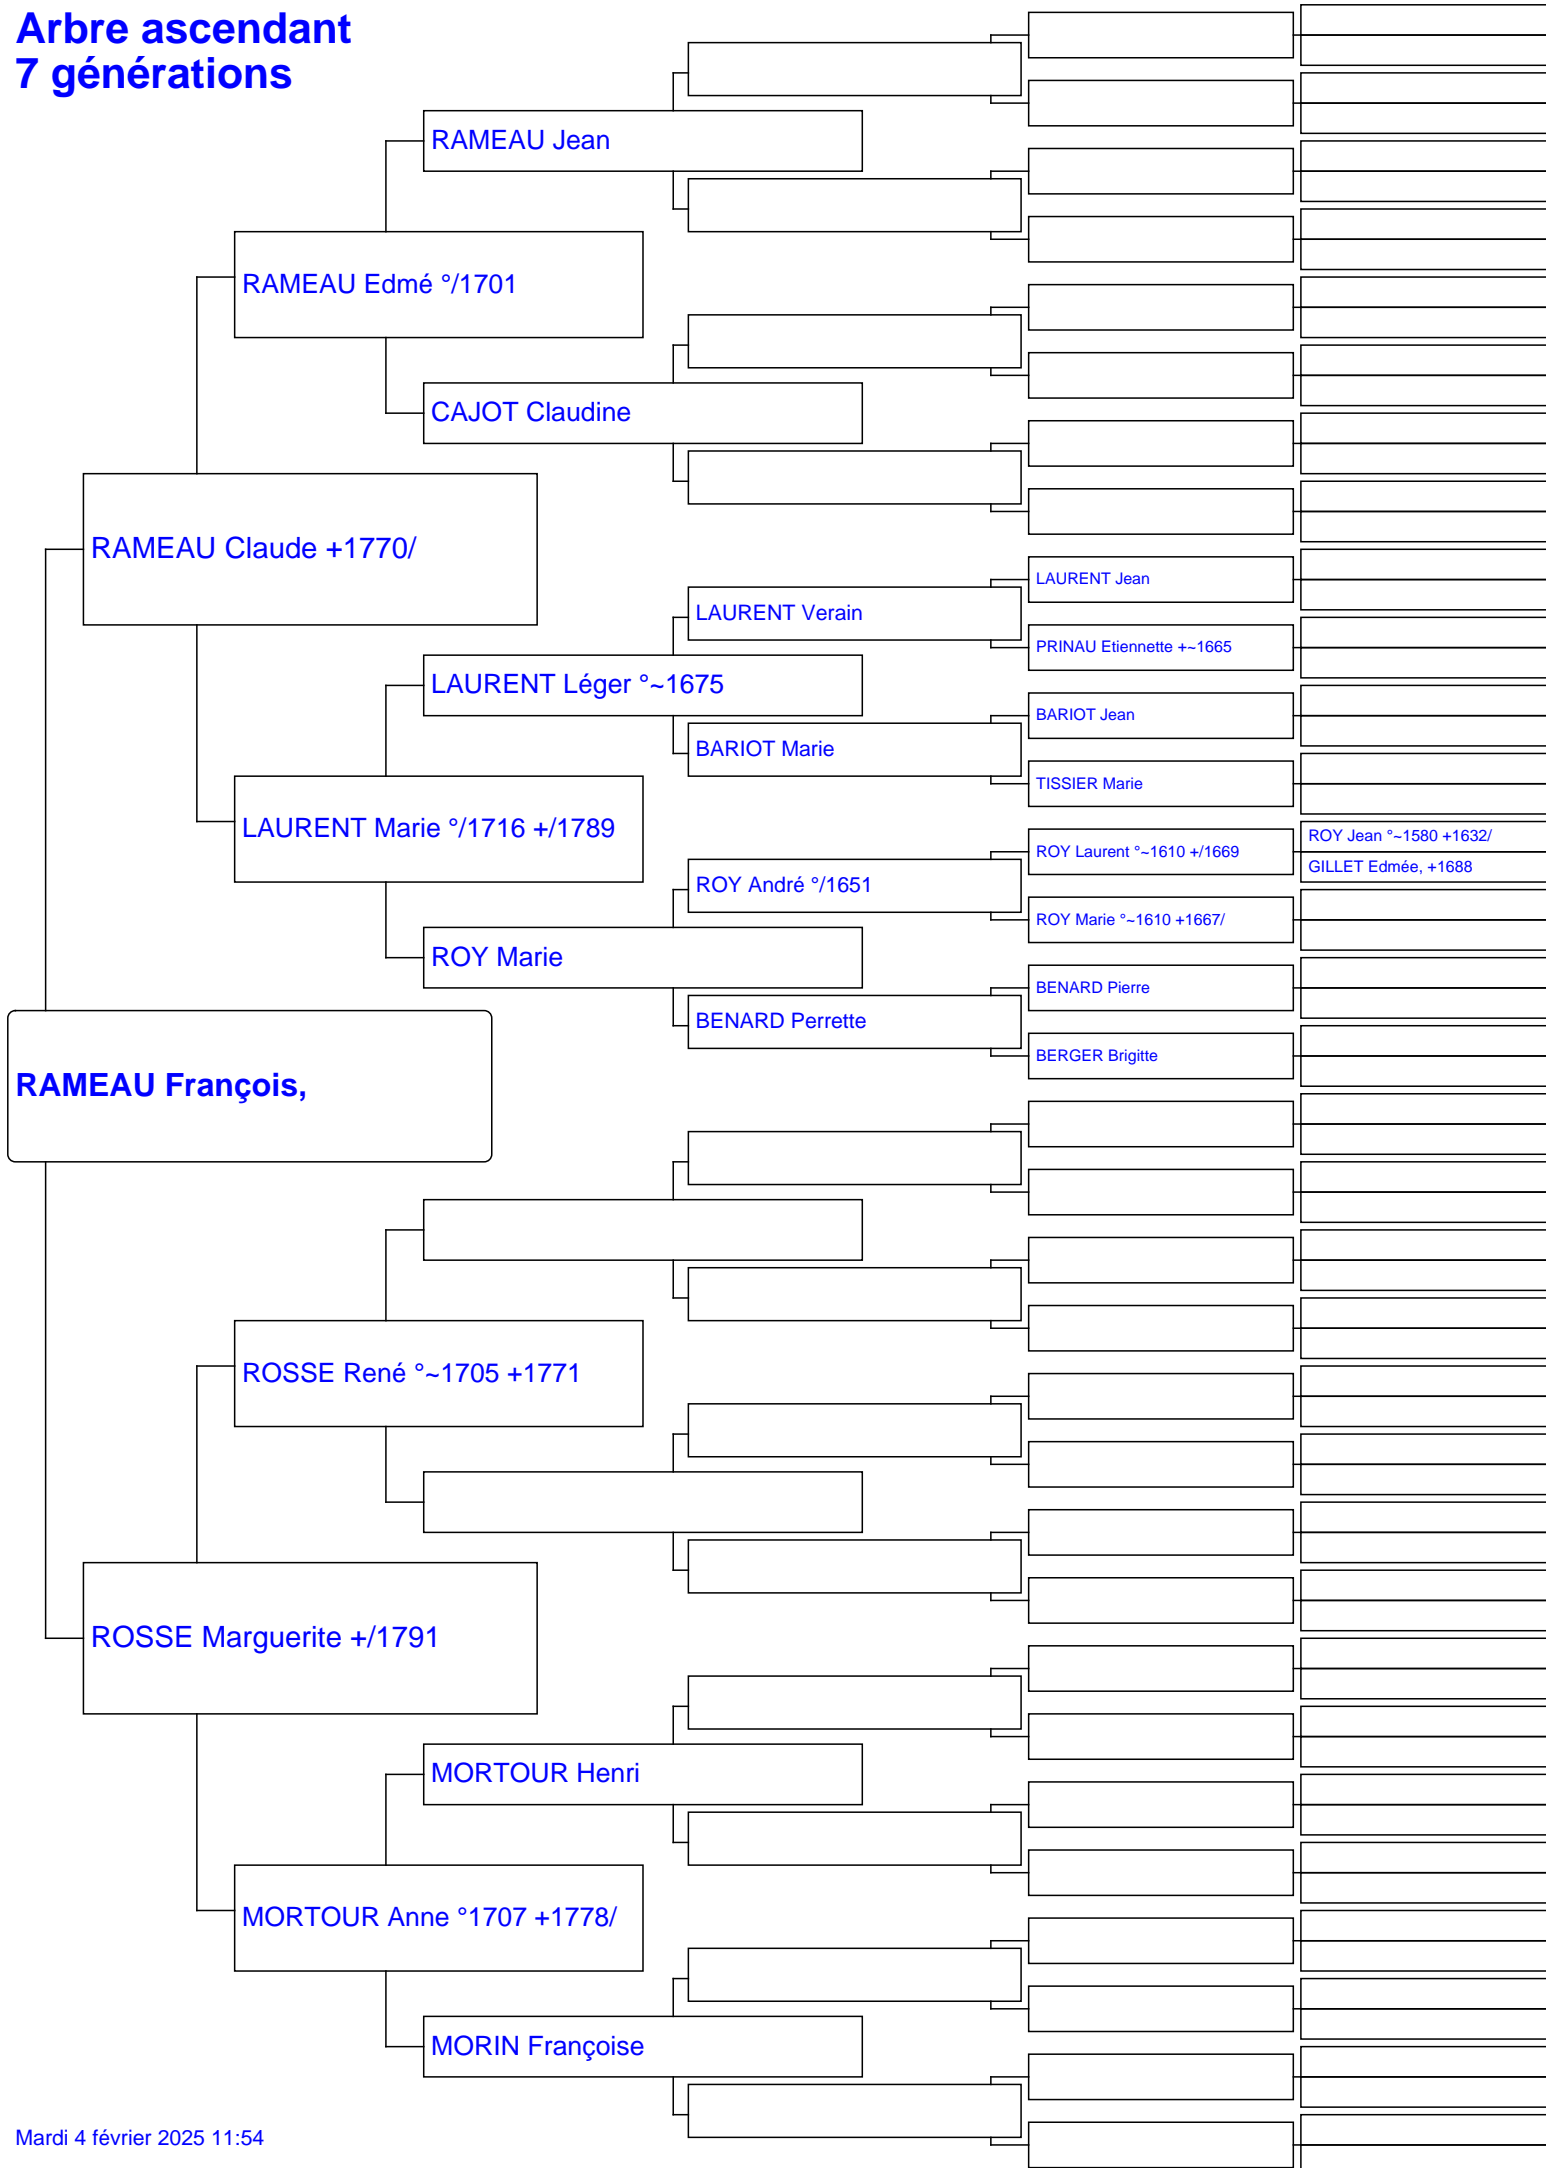 Arbre ascendant
7 générations
RAMEAU Jean
RAMEAU Edmé °/1701
CAJOT Claudine
RAMEAU Claude +1770/
LAURENT Jean
LAURENT Verain
PRINAU Etiennette +~1665
LAURENT Léger °~1675
BARIOT Jean
BARIOT Marie
TISSIER Marie
LAURENT Marie °/1716 +/1789
ROY Jean °~1580 +1632/
ROY Laurent °~1610 +/1669
GILLET Edmée, +1688
ROY André °/1651
ROY Marie °~1610 +1667/
ROY Marie
BENARD Pierre
BENARD Perrette
BERGER Brigitte
RAMEAU François,
ROSSE René °~1705 +1771
ROSSE Marguerite +/1791
MORTOUR Henri
MORTOUR Anne °1707 +1778/
MORIN Françoise
Mardi 4 février 2025 11:54